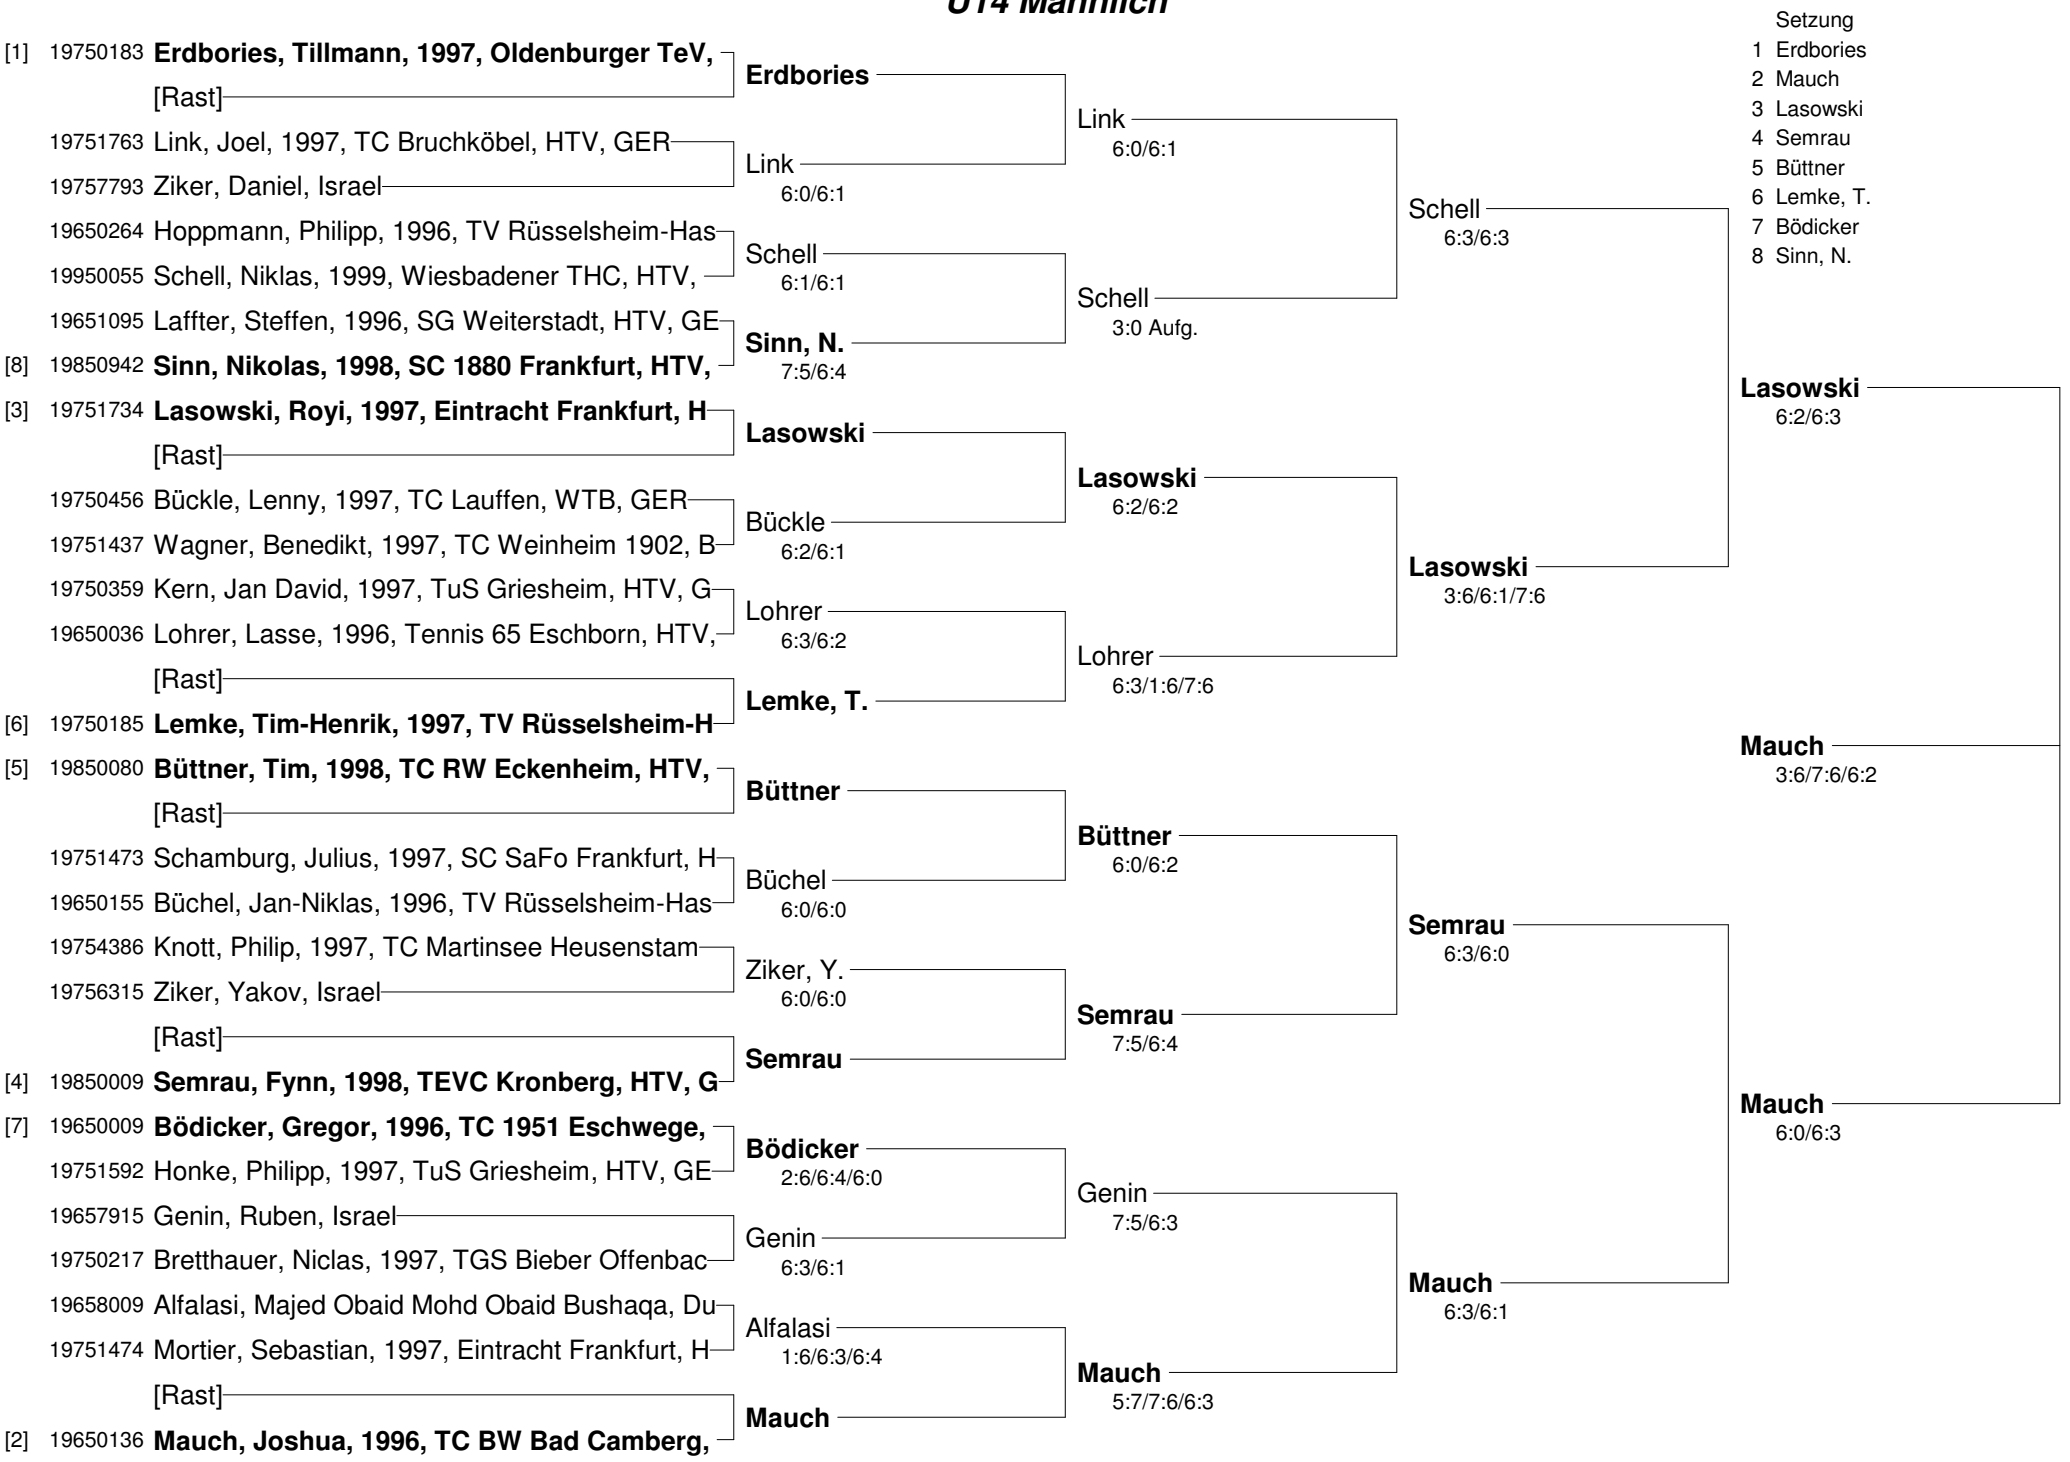 U14 Männlich
Setzung
1 Erdbories
2 Mauch
3 Lasowski
4 Semrau
5 Büttner
6 Lemke, T.
7 Bödicker
8 Sinn, N.
[1] 19750183 Erdbories, Tillmann, 1997, Oldenburger TeV,
[Rast]
19751763 Link, Joel, 1997, TC Bruchköbel, HTV, GER
19757793 Ziker, Daniel, Israel
19650264 Hoppmann, Philipp, 1996, TV Rüsselsheim-Has
19950055 Schell, Niklas, 1999, Wiesbadener THC, HTV,
19651095 Laffter, Steffen, 1996, SG Weiterstadt, HTV, GE
[8] 19850942 Sinn, Nikolas, 1998, SC 1880 Frankfurt, HTV,
[3] 19751734 Lasowski, Royi, 1997, Eintracht Frankfurt, H
[Rast]
19750456 Bückle, Lenny, 1997, TC Lauffen, WTB, GER
19751437 Wagner, Benedikt, 1997, TC Weinheim 1902, B
19750359 Kern, Jan David, 1997, TuS Griesheim, HTV, G
19650036 Lohrer, Lasse, 1996, Tennis 65 Eschborn, HTV,
[Rast]
[6] 19750185 Lemke, Tim-Henrik, 1997, TV Rüsselsheim-H
[5] 19850080 Büttner, Tim, 1998, TC RW Eckenheim, HTV,
[Rast]
19751473 Schamburg, Julius, 1997, SC SaFo Frankfurt, H
19650155 Büchel, Jan-Niklas, 1996, TV Rüsselsheim-Has
19754386 Knott, Philip, 1997, TC Martinsee Heusenstam
19756315 Ziker, Yakov, Israel
[Rast]
[4] 19850009 Semrau, Fynn, 1998, TEVC Kronberg, HTV, G
[7] 19650009 Bödicker, Gregor, 1996, TC 1951 Eschwege,
19751592 Honke, Philipp, 1997, TuS Griesheim, HTV, GE
19657915 Genin, Ruben, Israel
19750217 Bretthauer, Niclas, 1997, TGS Bieber Offenbac
19658009 Alfalasi, Majed Obaid Mohd Obaid Bushaqa, Du
19751474 Mortier, Sebastian, 1997, Eintracht Frankfurt, H
[Rast]
[2] 19650136 Mauch, Joshua, 1996, TC BW Bad Camberg,
Erdbories
Link
6:0/6:1
Schell
6:1/6:1
Sinn, N.
7:5/6:4
Lasowski
Bückle
6:2/6:1
Lohrer
6:3/6:2
Lemke, T.
Büttner
Büchel
6:0/6:0
Ziker, Y.
6:0/6:0
Semrau
Bödicker
2:6/6:4/6:0
Genin
6:3/6:1
Alfalasi
1:6/6:3/6:4
Mauch
Link
6:0/6:1
Schell
3:0 Aufg.
Lasowski
6:2/6:2
Lohrer
6:3/1:6/7:6
Büttner
6:0/6:2
Semrau
7:5/6:4
Genin
7:5/6:3
Mauch
5:7/7:6/6:3
Schell
6:3/6:3
Lasowski
3:6/6:1/7:6
Semrau
6:3/6:0
Mauch
6:3/6:1
Lasowski
6:2/6:3
Mauch
6:0/6:3
Mauch
3:6/7:6/6:2